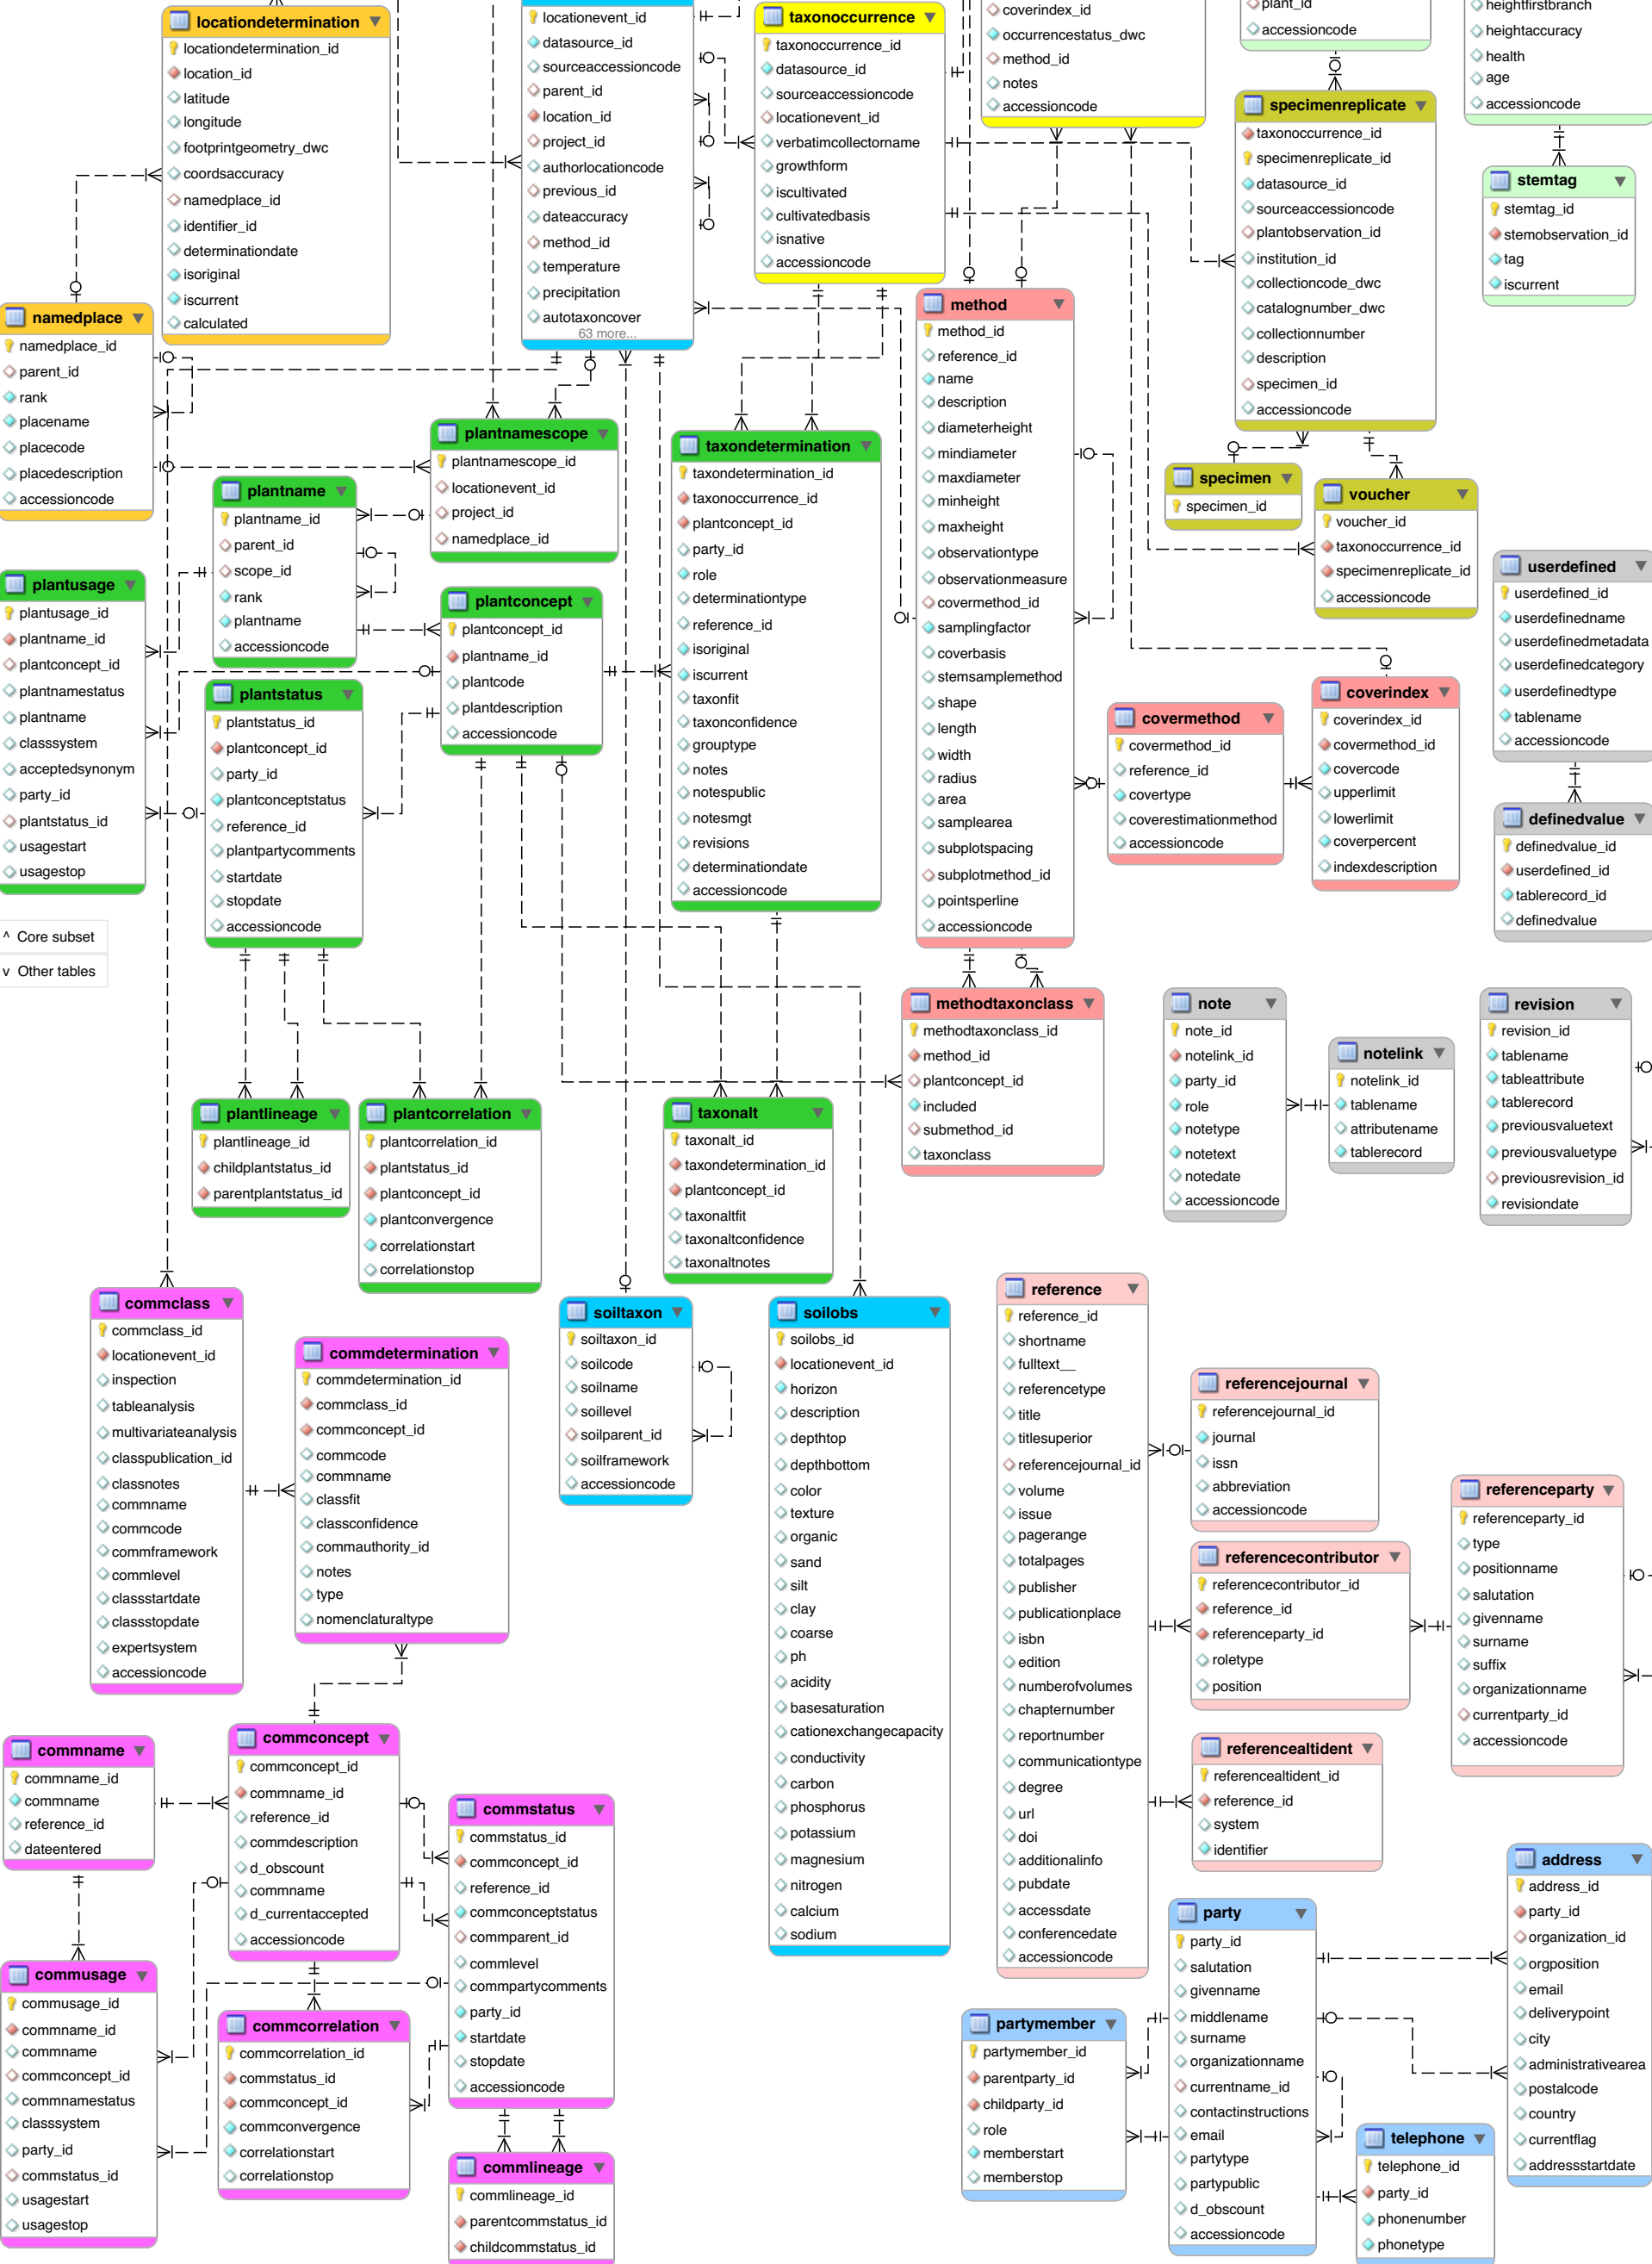 locationdetermination
locationdetermination_id
location_id
latitude
longitude
footprintgeometry_dwc
coordsaccuracy
namedplace_id
identifier_id
determinationdate
isoriginal
iscurrent
calculated
locationevent_id
datasource_id
sourceaccessioncode
parent_id
location_id
project_id
authorlocationcode
previous_id
dateaccuracy
method_id
temperature
precipitation
autotaxoncover
63 more...
taxonoccurrence
taxonoccurrence_id
datasource_id
sourceaccessioncode
locationevent_id
verbatimcollectorname
growthform
iscultivated
cultivatedbasis
isnative
accessioncode
coverindex_id
occurrencestatus_dwc
method_id
notes
accessioncode
plant_id
accessioncode
heightfirstbranch
heightaccuracy
health
age
accessioncode
specimenreplicate
taxonoccurrence_id
specimenreplicate_id
datasource_id
sourceaccessioncode
plantobservation_id
institution_id
collectioncode_dwc
catalognumber_dwc
collectionnumber
description
specimen_id
accessioncode
stemtag
stemtag_id
stemobservation_id
tag
iscurrent
namedplace
namedplace_id
parent_id
rank
placename
placecode
placedescription
accessioncode
plantnamescope
plantnamescope_id
locationevent_id
project_id
namedplace_id
plantname
plantname_id
parent_id
scope_id
rank
plantname
accessioncode
plantusage
plantusage_id
plantname_id
plantconcept_id
plantnamestatus
plantname
classsystem
acceptedsynonym
party_id
plantstatus_id
usagestart
usagestop
plantconcept
plantconcept_id
plantname_id
plantcode
plantdescription
accessioncode
plantstatus
plantstatus_id
plantconcept_id
party_id
plantconceptstatus
reference_id
plantpartycomments
startdate
stopdate
accessioncode
taxondetermination
taxondetermination_id
taxonoccurrence_id
plantconcept_id
party_id
role
determinationtype
reference_id
isoriginal
iscurrent
taxonfit
taxonconfidence
grouptype
notes
notespublic
notesmgt
revisions
determinationdate
accessioncode
method
method_id
reference_id
name
description
diameterheight
mindiameter
maxdiameter
minheight
maxheight
observationtype
observationmeasure
covermethod_id
samplingfactor
coverbasis
stemsamplemethod
shape
length
width
radius
area
samplearea
subplotspacing
subplotmethod_id
pointsperline
accessioncode
specimen
specimen_id
voucher
voucher_id
taxonoccurrence_id
specimenreplicate_id
accessioncode
userdefined
userdefined_id
userdefinedname
userdefinedmetadata
userdefinedcategory
userdefinedtype
tablename
accessioncode
covermethod
covermethod_id
reference_id
covertype
coverestimationmethod
accessioncode
coverindex
coverindex_id
covermethod_id
covercode
upperlimit
lowerlimit
coverpercent
indexdescription
definedvalue
definedvalue_id
userdefined_id
tablerecord_id
definedvalue
^ Core subset
v Other tables
methodtaxonclass
methodtaxonclass_id
method_id
plantconcept_id
included
submethod_id
taxonclass
note
note_id
notelink_id
party_id
role
notetype
notetext
notedate
accessioncode
notelink
notelink_id
tablename
attributename
tablerecord
revision
revision_id
tablename
tableattribute
tablerecord
previousvaluetext
previousvaluetype
previousrevision_id
revisiondate
plantlineage
plantlineage_id
childplantstatus_id
parentplantstatus_id
plantcorrelation
plantcorrelation_id
plantstatus_id
plantconcept_id
plantconvergence
correlationstart
correlationstop
taxonalt
taxonalt_id
taxondetermination_id
plantconcept_id
taxonaltfit
taxonaltconfidence
taxonaltnotes
commclass
commclass_id
locationevent_id
inspection
tableanalysis
multivariateanalysis
classpublication_id
classnotes
commname
commcode
commframework
commlevel
classstartdate
classstopdate
expertsystem
accessioncode
commdetermination
commdetermination_id
commclass_id
commconcept_id
commcode
commname
classfit
classconfidence
commauthority_id
notes
type
nomenclaturaltype
soiltaxon
soiltaxon_id
soilcode
soilname
soillevel
soilparent_id
soilframework
accessioncode
soilobs
soilobs_id
locationevent_id
horizon
description
depthtop
depthbottom
color
texture
organic
sand
silt
clay
coarse
ph
acidity
basesaturation
cationexchangecapacity
conductivity
carbon
phosphorus
potassium
magnesium
nitrogen
calcium
sodium
reference
reference_id
shortname
fulltext__
referencetype
title
titlesuperior
referencejournal_id
volume
issue
pagerange
totalpages
publisher
publicationplace
isbn
edition
numberofvolumes
chapternumber
reportnumber
communicationtype
degree
url
doi
additionalinfo
pubdate
accessdate
conferencedate
accessioncode
referencejournal
referencejournal_id
journal
issn
abbreviation
accessioncode
referencecontributor
referencecontributor_id
reference_id
referenceparty_id
roletype
position
referenceparty
referenceparty_id
type
positionname
salutation
givenname
surname
suffix
organizationname
currentparty_id
accessioncode
referencealtident
referencealtident_id
reference_id
system
identifier
commname
commname_id
commname
reference_id
dateentered
commconcept
commconcept_id
commname_id
reference_id
commdescription
d_obscount
commname
d_currentaccepted
accessioncode
commstatus
commstatus_id
commconcept_id
reference_id
commconceptstatus
commparent_id
commlevel
commpartycomments
party_id
startdate
stopdate
accessioncode
commusage
commusage_id
commname_id
commname
commconcept_id
commnamestatus
classsystem
party_id
commstatus_id
usagestart
usagestop
commcorrelation
commcorrelation_id
commstatus_id
commconcept_id
commconvergence
correlationstart
correlationstop
commlineage
commlineage_id
parentcommstatus_id
childcommstatus_id
partymember
partymember_id
parentparty_id
childparty_id
role
memberstart
memberstop
party
party_id
salutation
givenname
middlename
surname
organizationname
currentname_id
contactinstructions
email
partytype
partypublic
d_obscount
accessioncode
address
address_id
party_id
organization_id
orgposition
email
deliverypoint
city
administrativearea
postalcode
country
currentflag
addressstartdate
telephone
telephone_id
party_id
phonenumber
phonetype